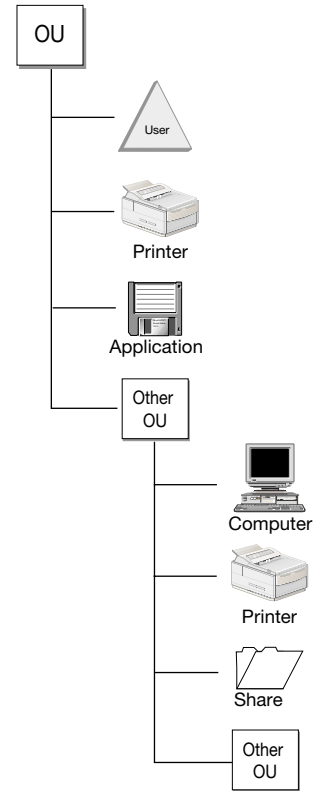 OU
User
Printer
Application
Other
OU
Computer
Printer
Share
Other
OU